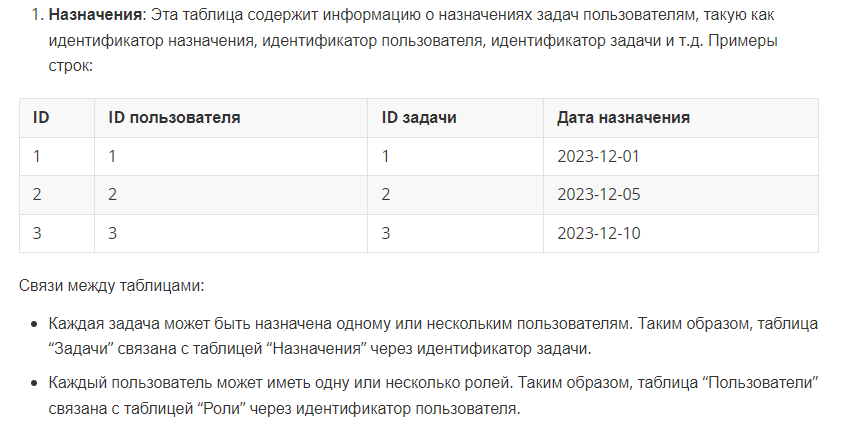 1. Назначения: Эта таблица содержит информацию о назначениях задач пользователям, такую как
идентификатор назначения, идентификатор пользователя, идентификатор задачи и т.д. Примеры
строк:
ID ID пользователя ID задачи Дата назначения
1 1 1 2023-12-01
2 2 2 2023-12-05
3 3 3 2023-12-10
Связи между таблицами:
• Каждая задача может быть назначена одному или нескольким пользователям. Таким образом, таблица
“Задачи” связана с таблицей “Назначения” через идентификатор задачи.
• Каждый пользователь может иметь одну или несколько ролей. Таким образом, таблица “Пользователи”
связана с таблицей “Роли” через идентификатор пользователя.